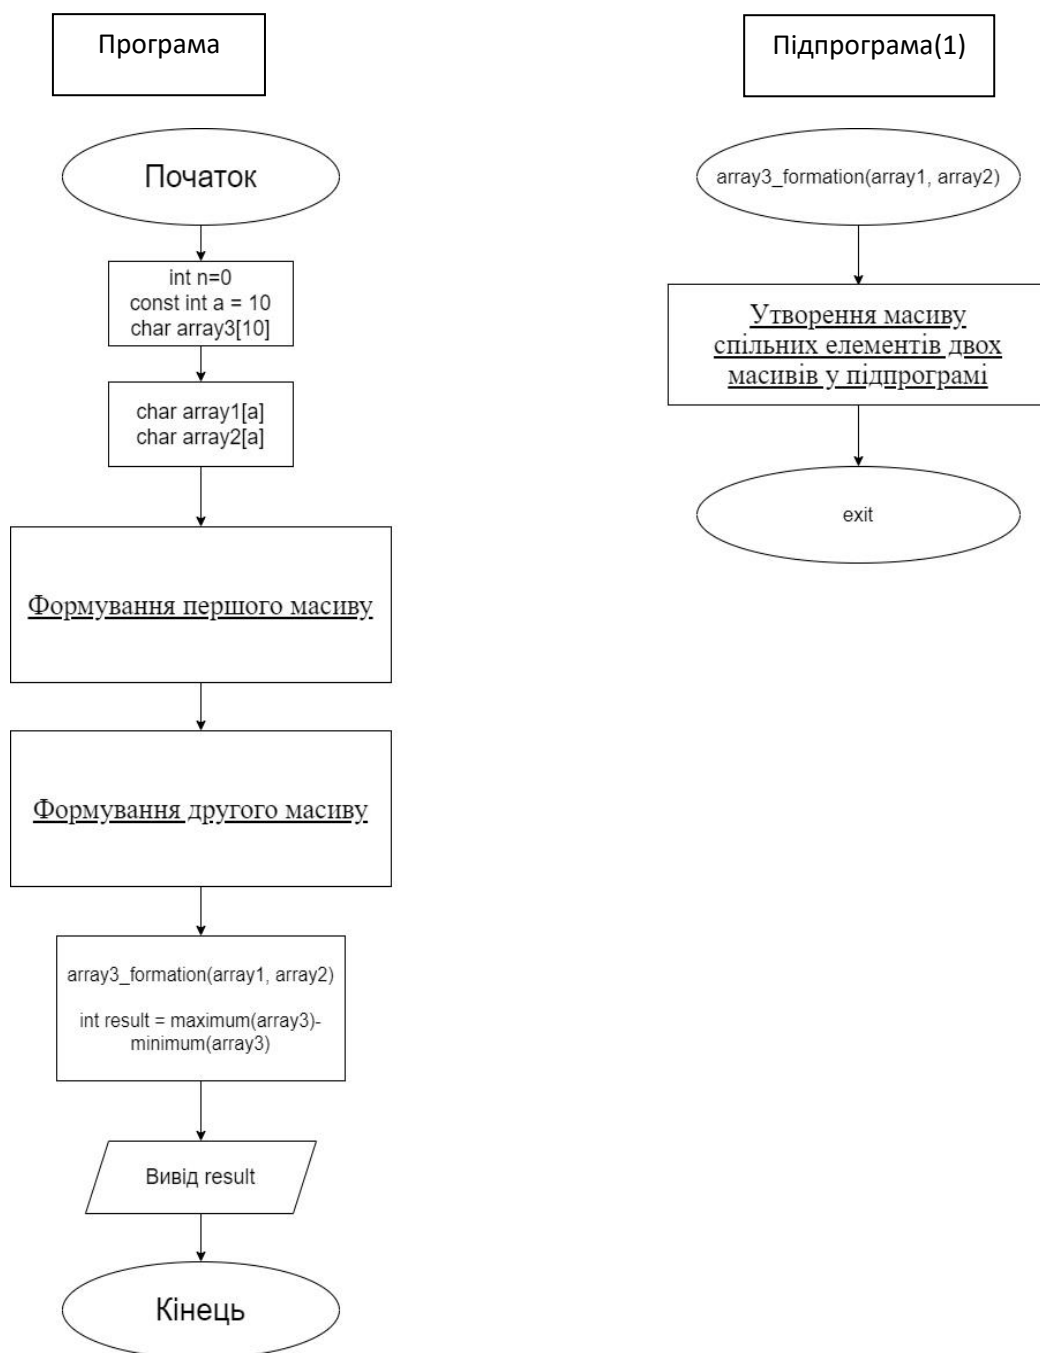 Програма
Початок
int n=0
const int a = 10
char array3[10]
char array1[a]
char array2[a]
Формування першого масиву
Формування другого масиву
array3_formation(array1, array2)
int result = maximum(array3)-
minimum(array3)
Вивід result
Кінець
Підпрограма(1)
array3_formation(array1, array2)
Утворення масиву
спільних елементів двох
масивів у підпрограмі
exit